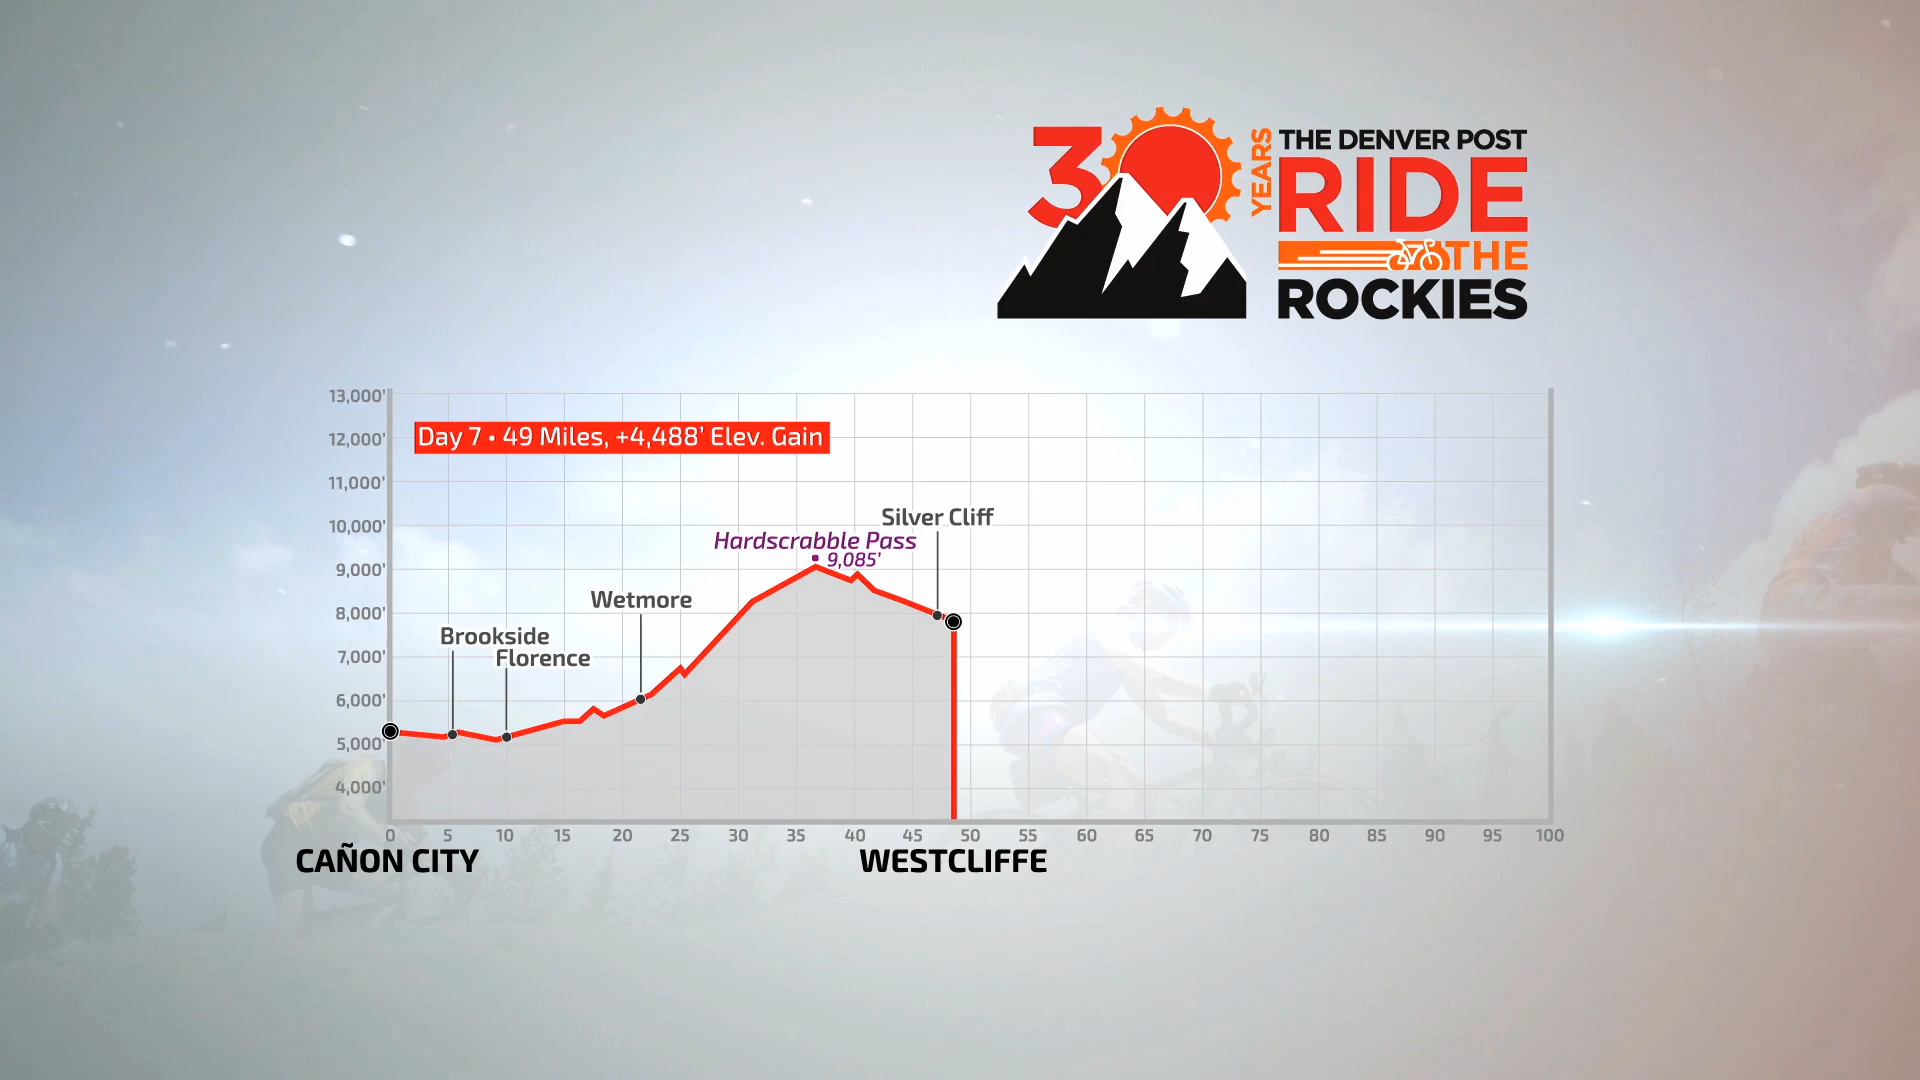 30 YEARS
THE DENVER POST
RIDE
THE
ROCKIES
13,000’
12,000’
11,000’
10,000’
9,000’
8,000’
7,000’
6,000’
5,000’
4,000’
Day 7 • 49 Miles, +4,488’ Elev. Gain
Silver Cliff
Hardscrabble Pass
9,085’
Wetmore
Brookside
Florence
0 5 10 15 20 25 30 35 40 45 50 55 60 65 70 75 80 85 90 95 100
CAÑON CITY
WESTCLIFFE